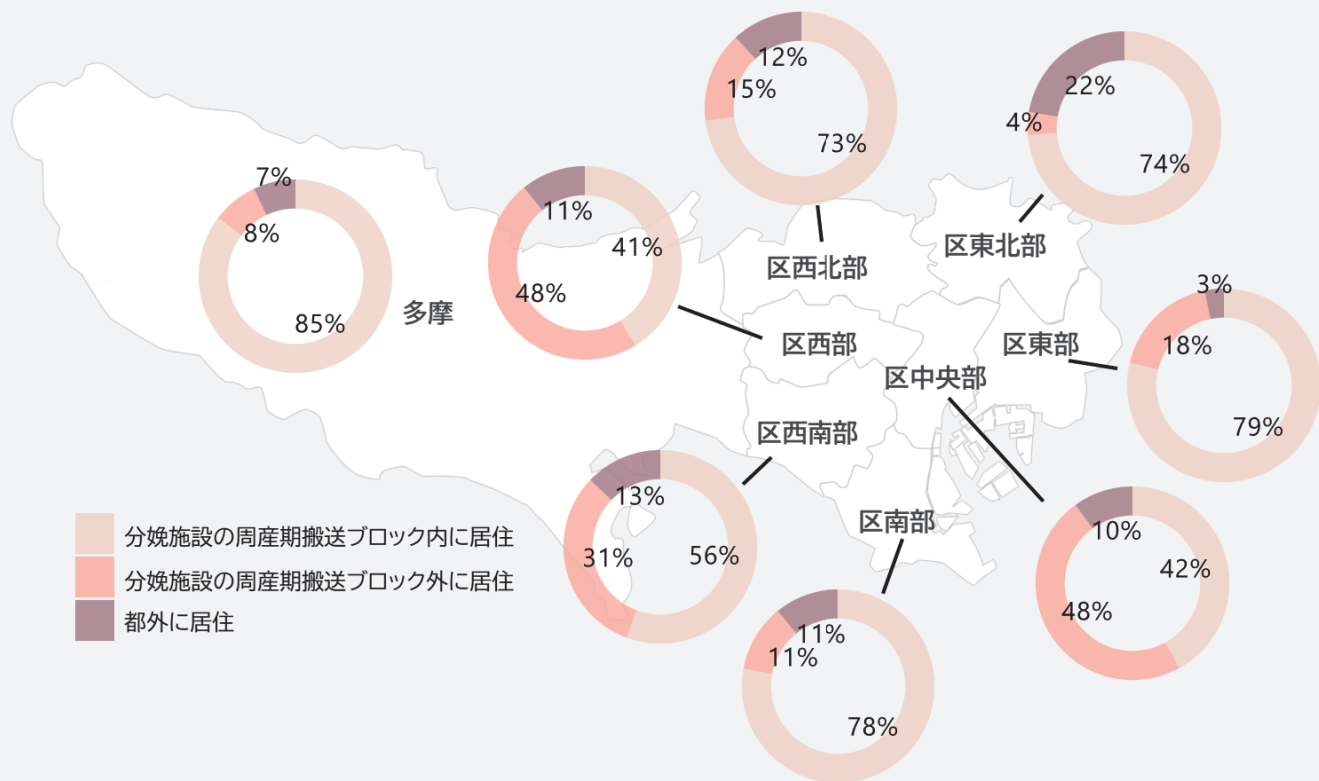 12%
15%
73%
22%
4%
74%
7%
8%
85%
11%
41%
48%
区西北部
区東北部
多摩
区西部
区東部
区中央部
3%
18%
79%
区西南部
13%
31%
56%
区南部
10%
42%
48%
11%
11%
78%
分娩施設の周産期搬送ブロック内に居住
分娩施設の周産期搬送ブロック外に居住
都外に居住